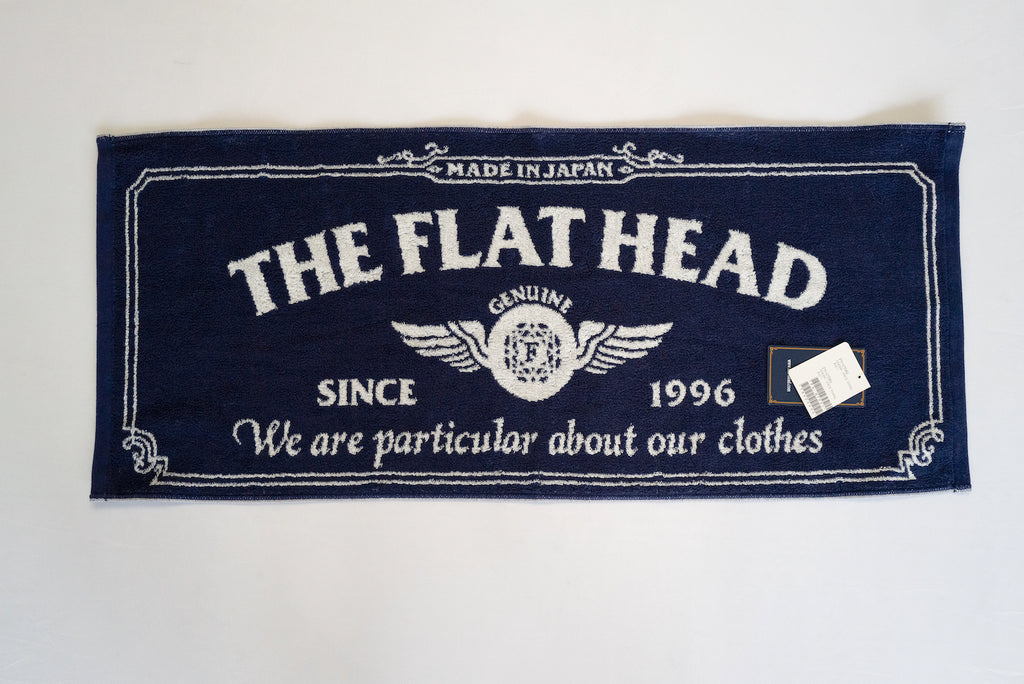 MADE IN JAPAN
THE FLAT HEAD
GENUINE
F
SINCE 1996
We are particular about our clothes